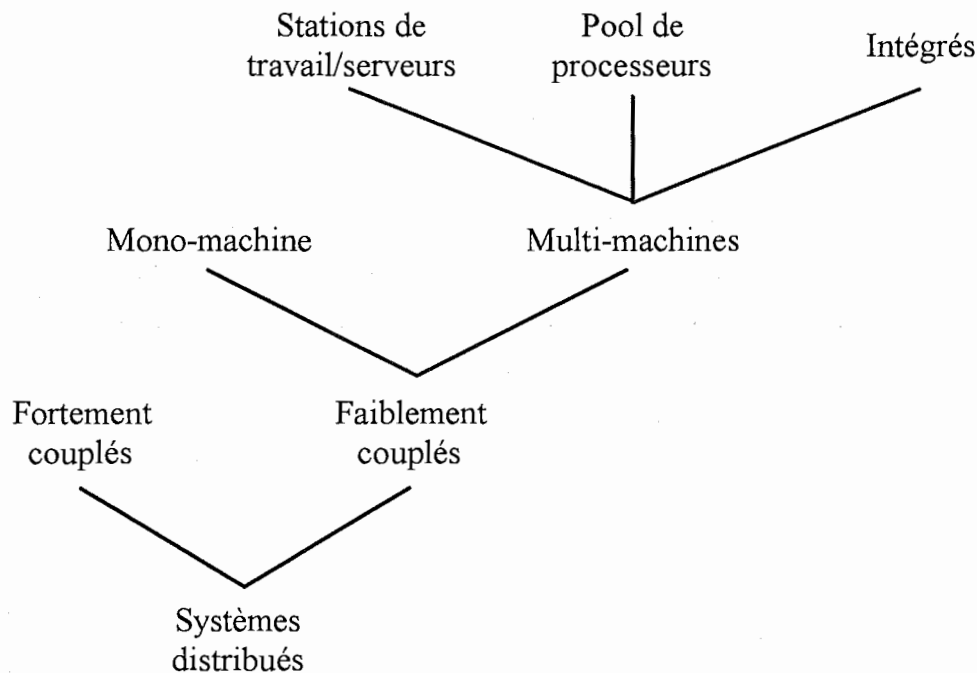 Stations de
travail/serveurs
Pool de
processeurs
Intégrés
Mono-machine
Multi-machines
Fortement
couplés
Faiblement
couplés
Systèmes
distribués